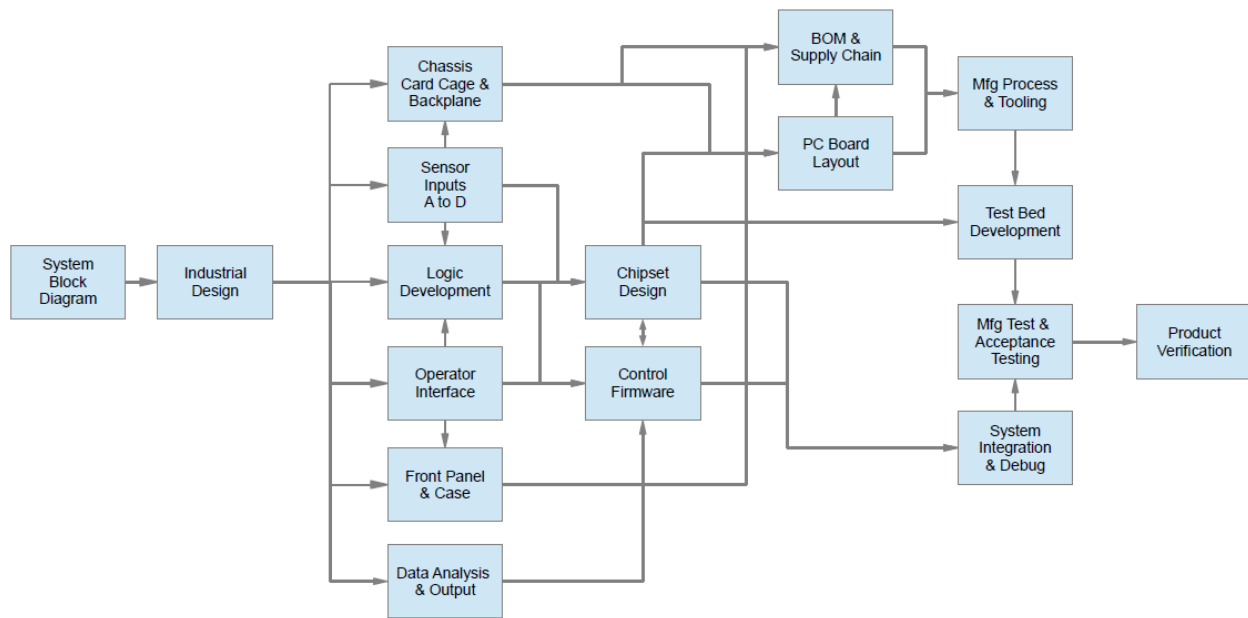 System
Block
Diagram
Industrial
Design
Chassis
Card Cage &
Backplane
Sensor
Inputs
A to D
Logic
Development
Operator
Interface
Front Panel
& Case
Data Analysis
& Output
Chipset
Design
Control
Firmware
BOM &
Supply Chain
PC Board
Layout
Mfg Process
& Tooling
Test Bed
Development
Mfg Test &
Acceptance
Testing
System
Integration
& Debug
Product
Verification